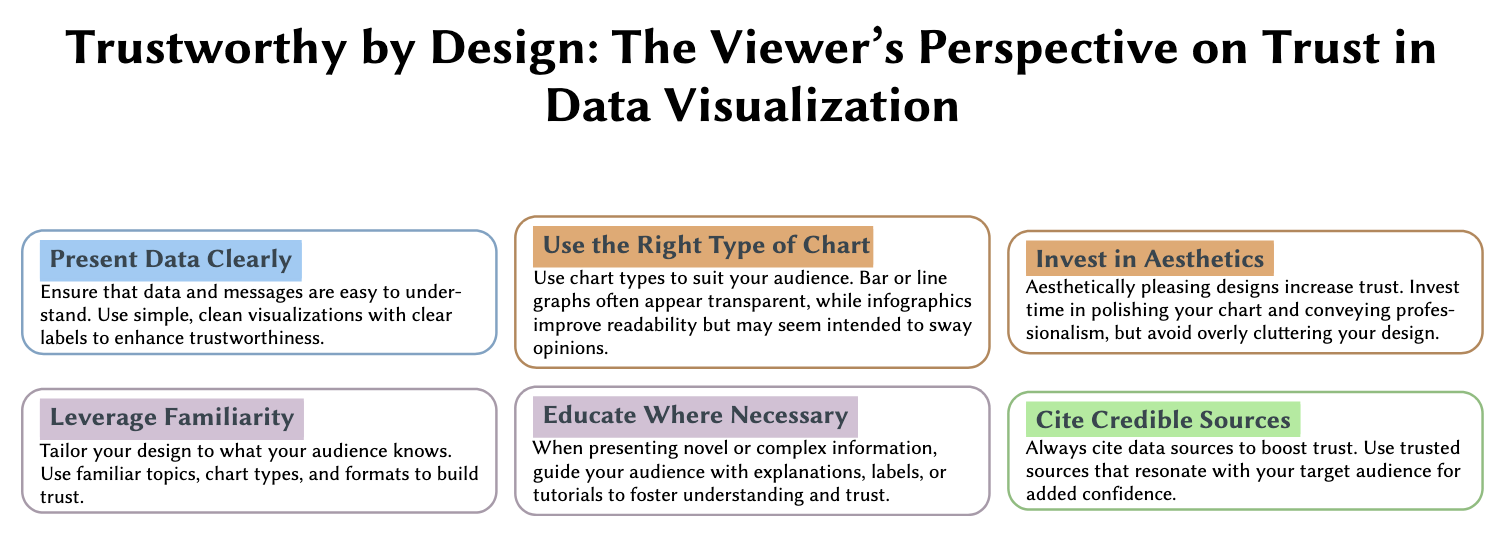 Trustworthy by Design: The Viewer’s Perspective on Trust in
Data Visualization
Present Data Clearly
Ensure that data and messages are easy to under-
stand. Use simple, clean visualizations with clear
labels to enhance trustworthiness.
Use the Right Type of Chart
Use chart types to suit your audience. Bar or line
graphs often appear transparent, while infographics
improve readability but may seem intended to sway
opinions.
Invest in Aesthetics
Aesthetically pleasing designs increase trust. Invest
time in polishing your chart and conveying profes-
sionalism, but avoid overly cluttering your design.
Leverage Familiarity
Tailor your design to what your audience knows.
Use familiar topics, chart types, and formats to build
trust.
Educate Where Necessary
When presenting novel or complex information,
guide your audience with explanations, labels, or
tutorials to foster understanding and trust.
Cite Credible Sources
Always cite data sources to boost trust. Use trusted
sources that resonate with your target audience for
added confidence.